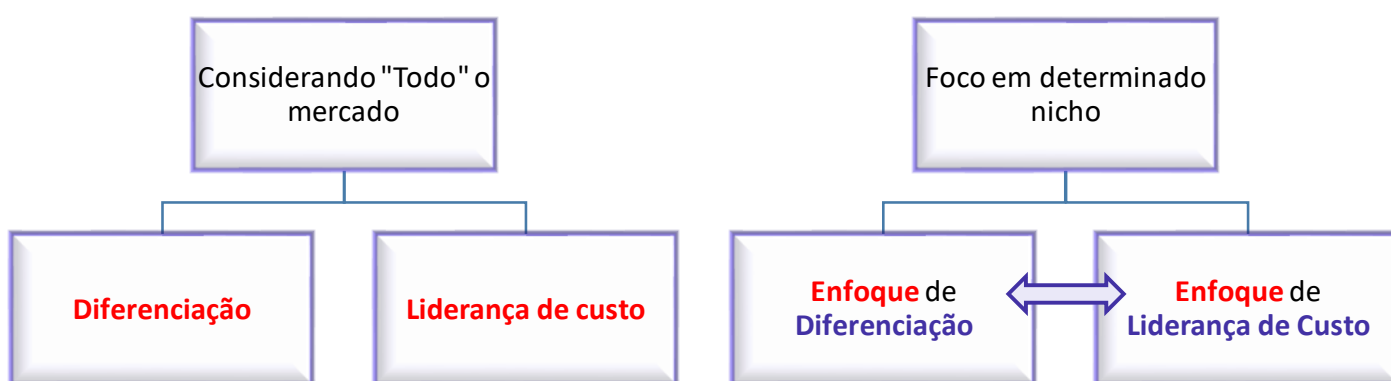 Considerando "Todo" o
mercado
Foco em determinado
nicho
Diferenciação
Liderança de custo
Enfoque de
Diferenciação
Enfoque de
Liderança de Custo